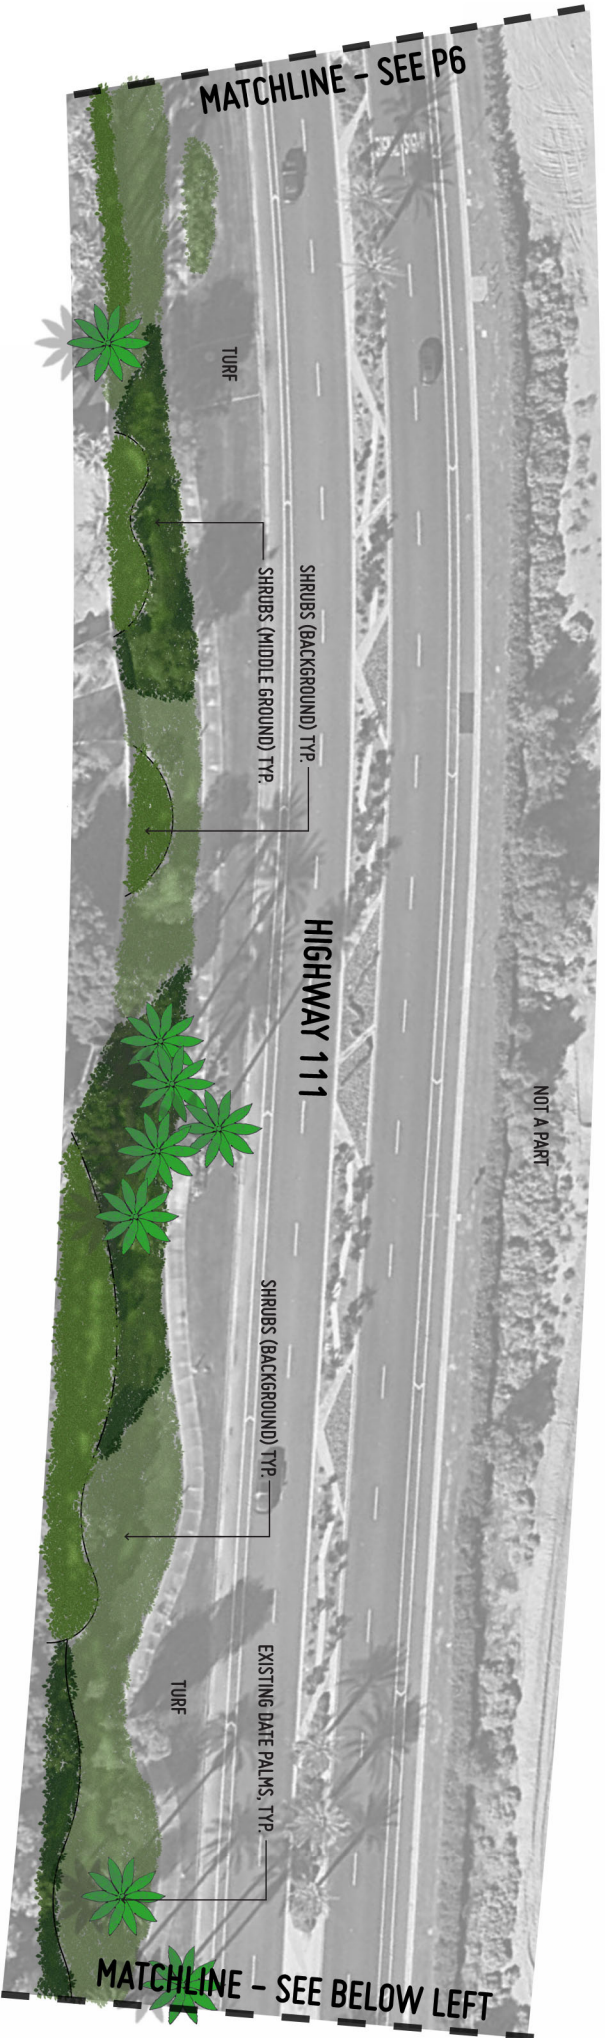 MATCHLINE - SEE P6
TURF
SHRUBS (BACKGROUND) TYP.
SHRUBS (MIDDLE GROUND) TYP.
HIGHWAY 111
NOT A PART
SHRUBS (BACKGROUND) TYP.
EXISTING DATE PALMS, TYP.
TURF
MATCHLINE - SEE BELOW LEFT